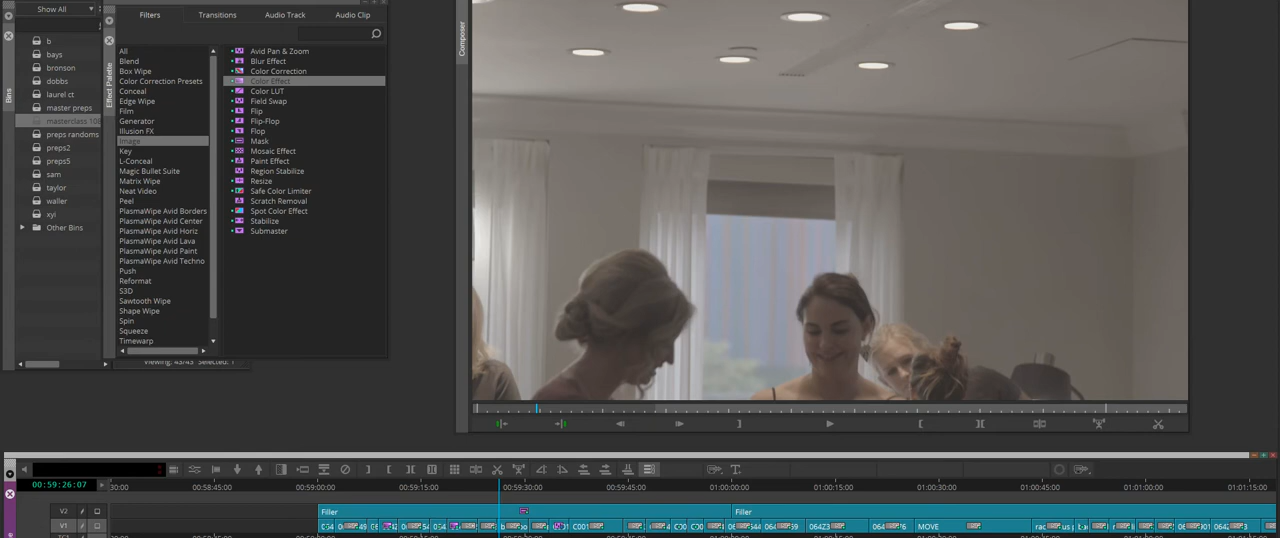 Show All
b
bays
bronson
dobbs
laurel ct
master preps
masterclass 108
preps randoms
preps2
preps5
sam
taylor
waller
xyi
Other Bins
Bins
Effect Palette
Filters
Transitions
Audio Track
Audio Clip
All
Blend
Box Wipe
Color Correction Presets
Conceal
Edge Wipe
Film
Generator
Illusion FX
Image
Key
L-Conceal
Magic Bullet Suite
Matrix Wipe
Neat Video
Peel
PlasmaWipe Avid Borders
PlasmaWipe Avid Center
PlasmaWipe Avid Horiz
PlasmaWipe Avid Lava
PlasmaWipe Avid Paint
PlasmaWipe Avid Techno
Push
Reformat
S3D
Sawtooth Wipe
Shape Wipe
Spin
Squeeze
Timewarp
Avid Pan & Zoom
Blur Effect
Color Correction
Color Effect
Color LUT
Field Swap
Flip
Flip-Flop
Flop
Mask
Mosaic Effect
Paint Effect
Region Stabilize
Resize
Safe Color Limiter
Scratch Removal
Spot Color Effect
Stabilize
Submaster
Viewing: 43/43 Selected: 1
Composer
00:59:26:07
30:00
00:58:45:00
00:59:00:00
00:59:15:00
00:59:30:00
00:59:45:00
01:00:00:00
01:00:15:00
01:00:30:00
01:00:45:00
01:01:00:00
01:01:15:00
V2
Filler
Filler
V1
C001
064Z3
MOVE